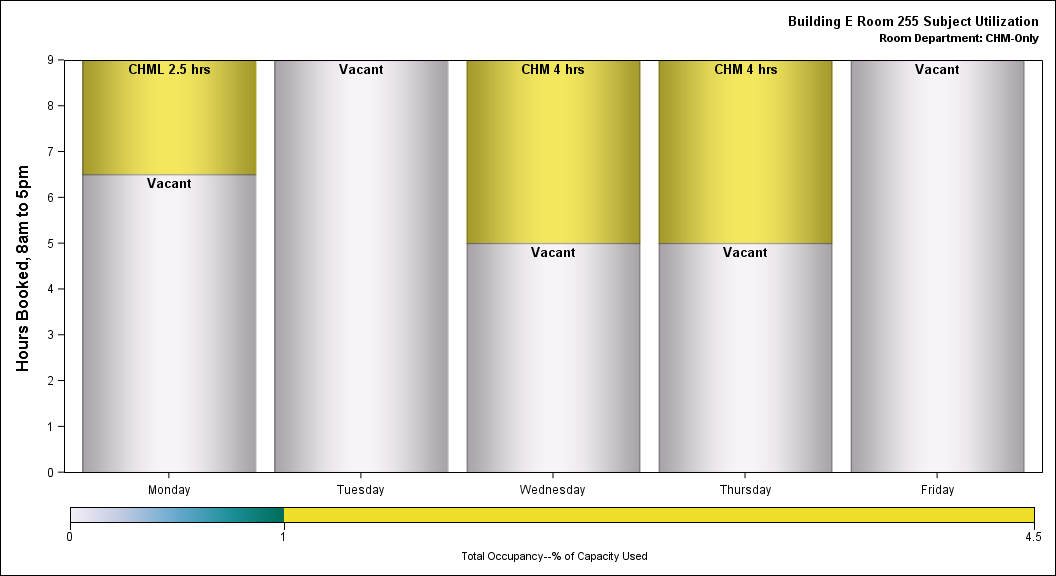 Building E Room 255 Subject Utilization
Room Department: CHM-Only
Hours Booked, 8am to 5pm
9
8
7
6
5
4
3
2
1
0
CHML 2.5 hrs
Vacant
Vacant
CHM 4 hrs
Vacant
CHM 4 hrs
Vacant
Vacant
Monday
Tuesday
Wednesday
Thursday
Friday
0
1
4.5
Total Occupancy--% of Capacity Used